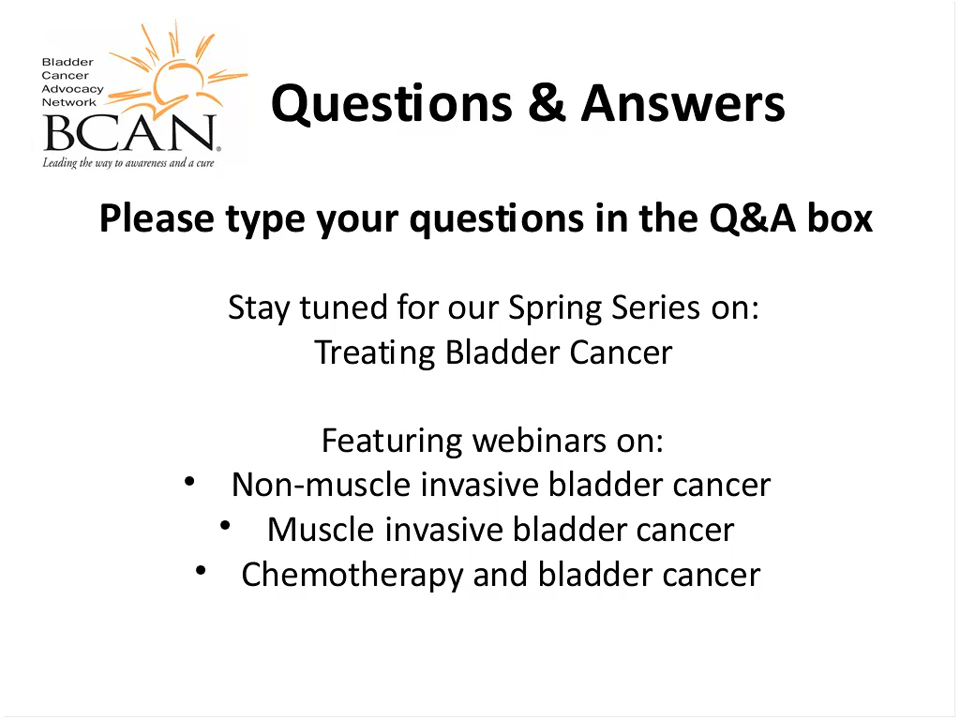 Bladder
Cancer
Advocacy
Network
BCAN®
Leading the way to awareness and a cure
Questions & Answers
Please type your questions in the Q&A box
Stay tuned for our Spring Series on:
Treating Bladder Cancer
Featuring webinars on:
• Non-muscle invasive bladder cancer
• Muscle invasive bladder cancer
• Chemotherapy and bladder cancer